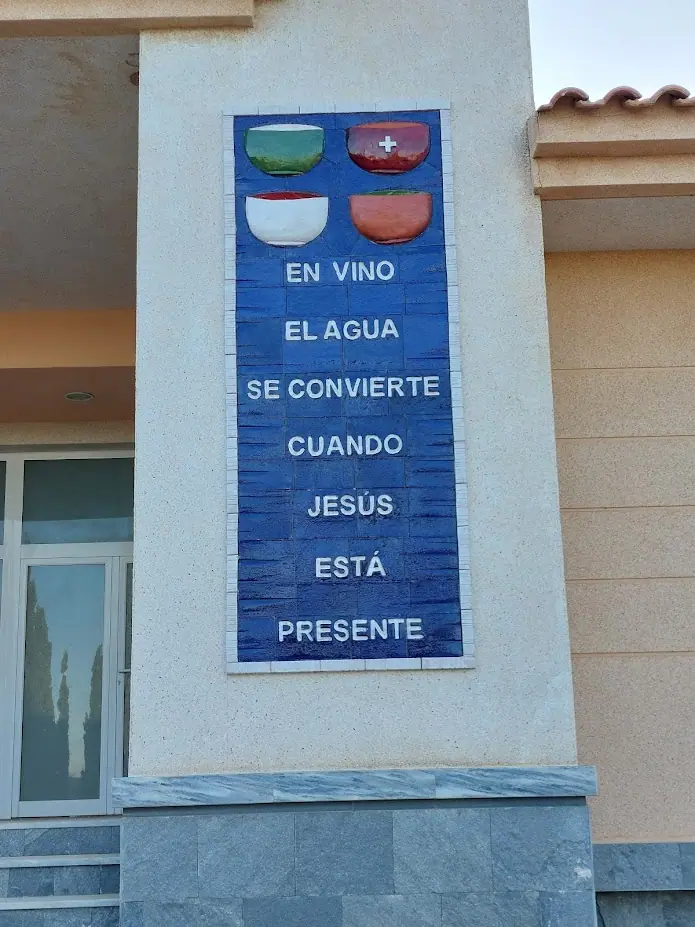 EN VINO
EL AGUA
SE CONVIERTE
CUANDO
JESÚS
ESTÁ
PRESENTE